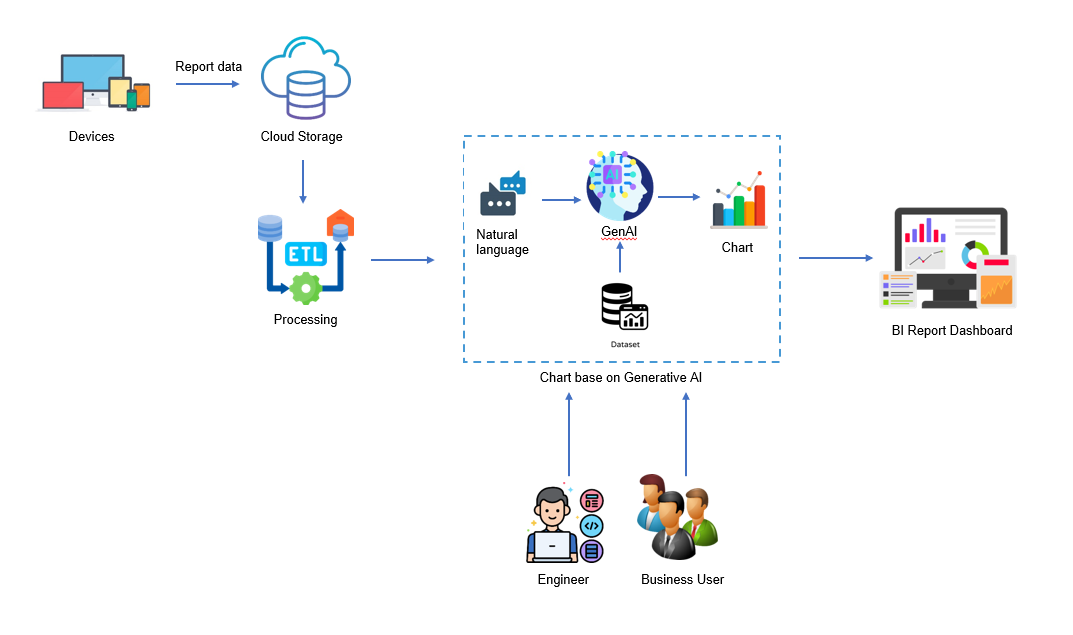 Report data
Devices
Cloud Storage
ETL
Processing
Natural
language
AI
GenAI
Chart
Dataset
Chart base on Generative AI
BI Report Dashboard
Engineer
Business User